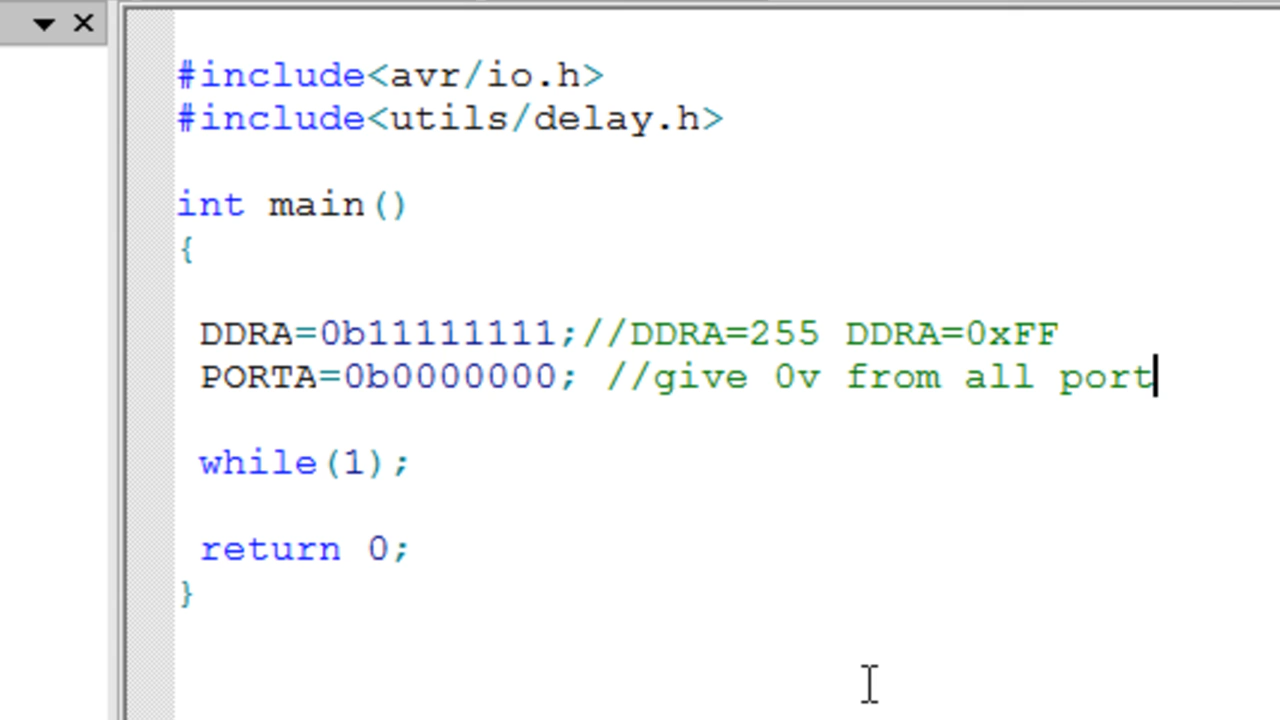 #include<avr/io.h>
#include<utils/delay.h>
int main()
{
DDRA=0b11111111;//DDRA=255 DDRA=0xFF
PORTA=0b0000000; //give 0v from all port
while(1);
return 0;
}